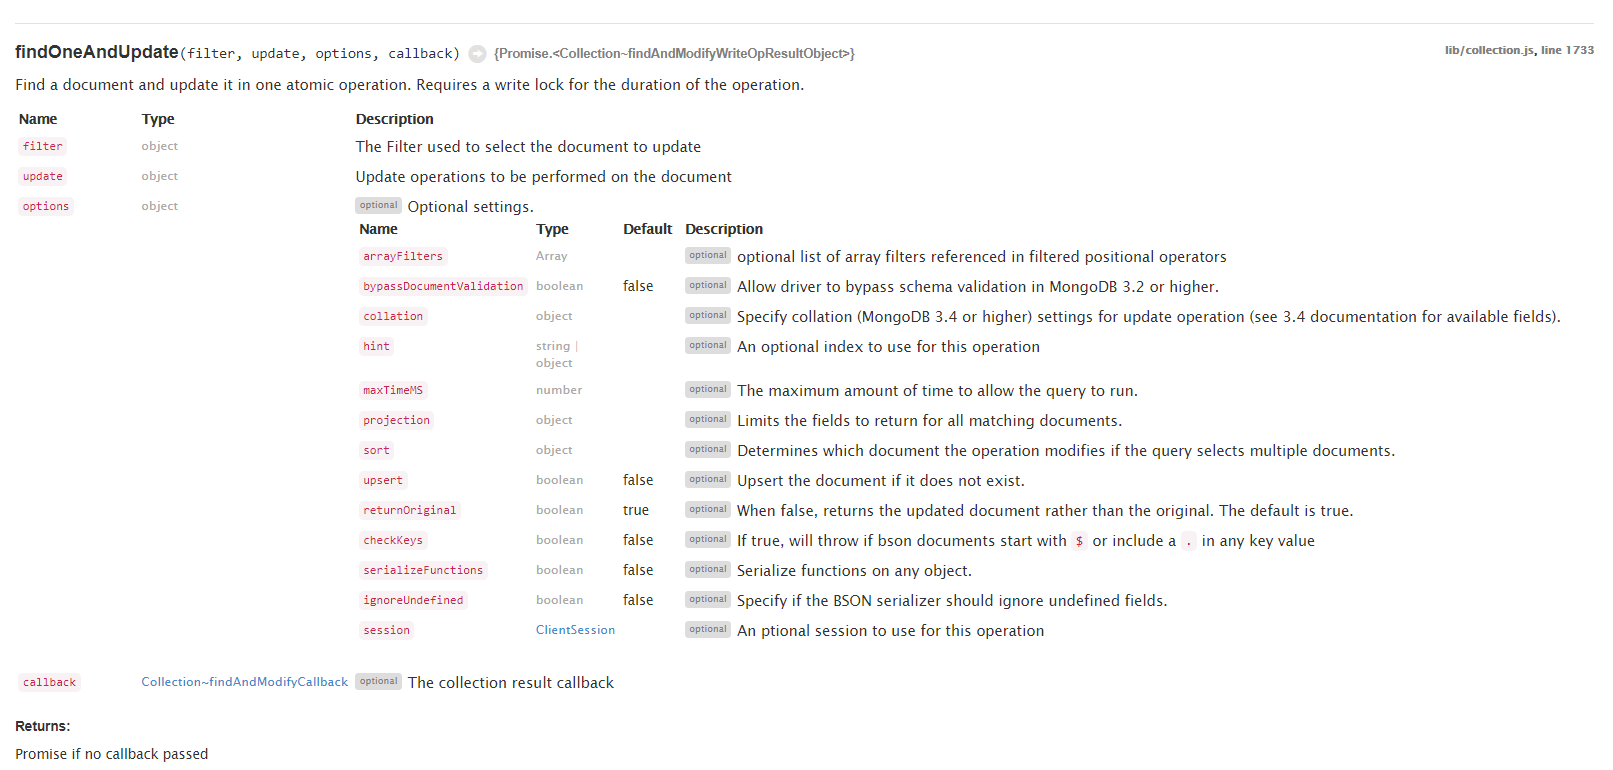 findOneAndUpdate(filter, update, options, callback) {Promise.<Collection~findAndModifyWriteOpResultObject>} lib/collection.js, line 1733
Find a document and update it in one atomic operation. Requires a write lock for the duration of the operation.
Name Type Description
filter object The Filter used to select the document to update
update object Update operations to be performed on the document
options object optional Optional settings.
Name Type Default Description
arrayFilters Array optional optional list of array filters referenced in filtered positional operators
bypassDocumentValidation boolean false optional Allow driver to bypass schema validation in MongoDB 3.2 or higher.
collation object optional Specify collation (MongoDB 3.4 or higher) settings for update operation (see 3.4 documentation for available fields).
hint string | optional An optional index to use for this operation
object
maxTimeMS number optional The maximum amount of time to allow the query to run.
projection object optional Limits the fields to return for all matching documents.
sort object optional Determines which document the operation modifies if the query selects multiple documents.
upsert boolean false optional Upsert the document if it does not exist.
returnOriginal boolean true optional When false, returns the updated document rather than the original. The default is true.
checkKeys boolean false optional If true, will throw if bson documents start with $ or include a . in any key value
serializeFunctions boolean false optional Serialize functions on any object.
ignoreUndefined boolean false optional Specify if the BSON serializer should ignore undefined fields.
session ClientSession optional An ptional session to use for this operation
callback Collection~findAndModifyCallback optional The collection result callback
Returns:
Promise if no callback passed